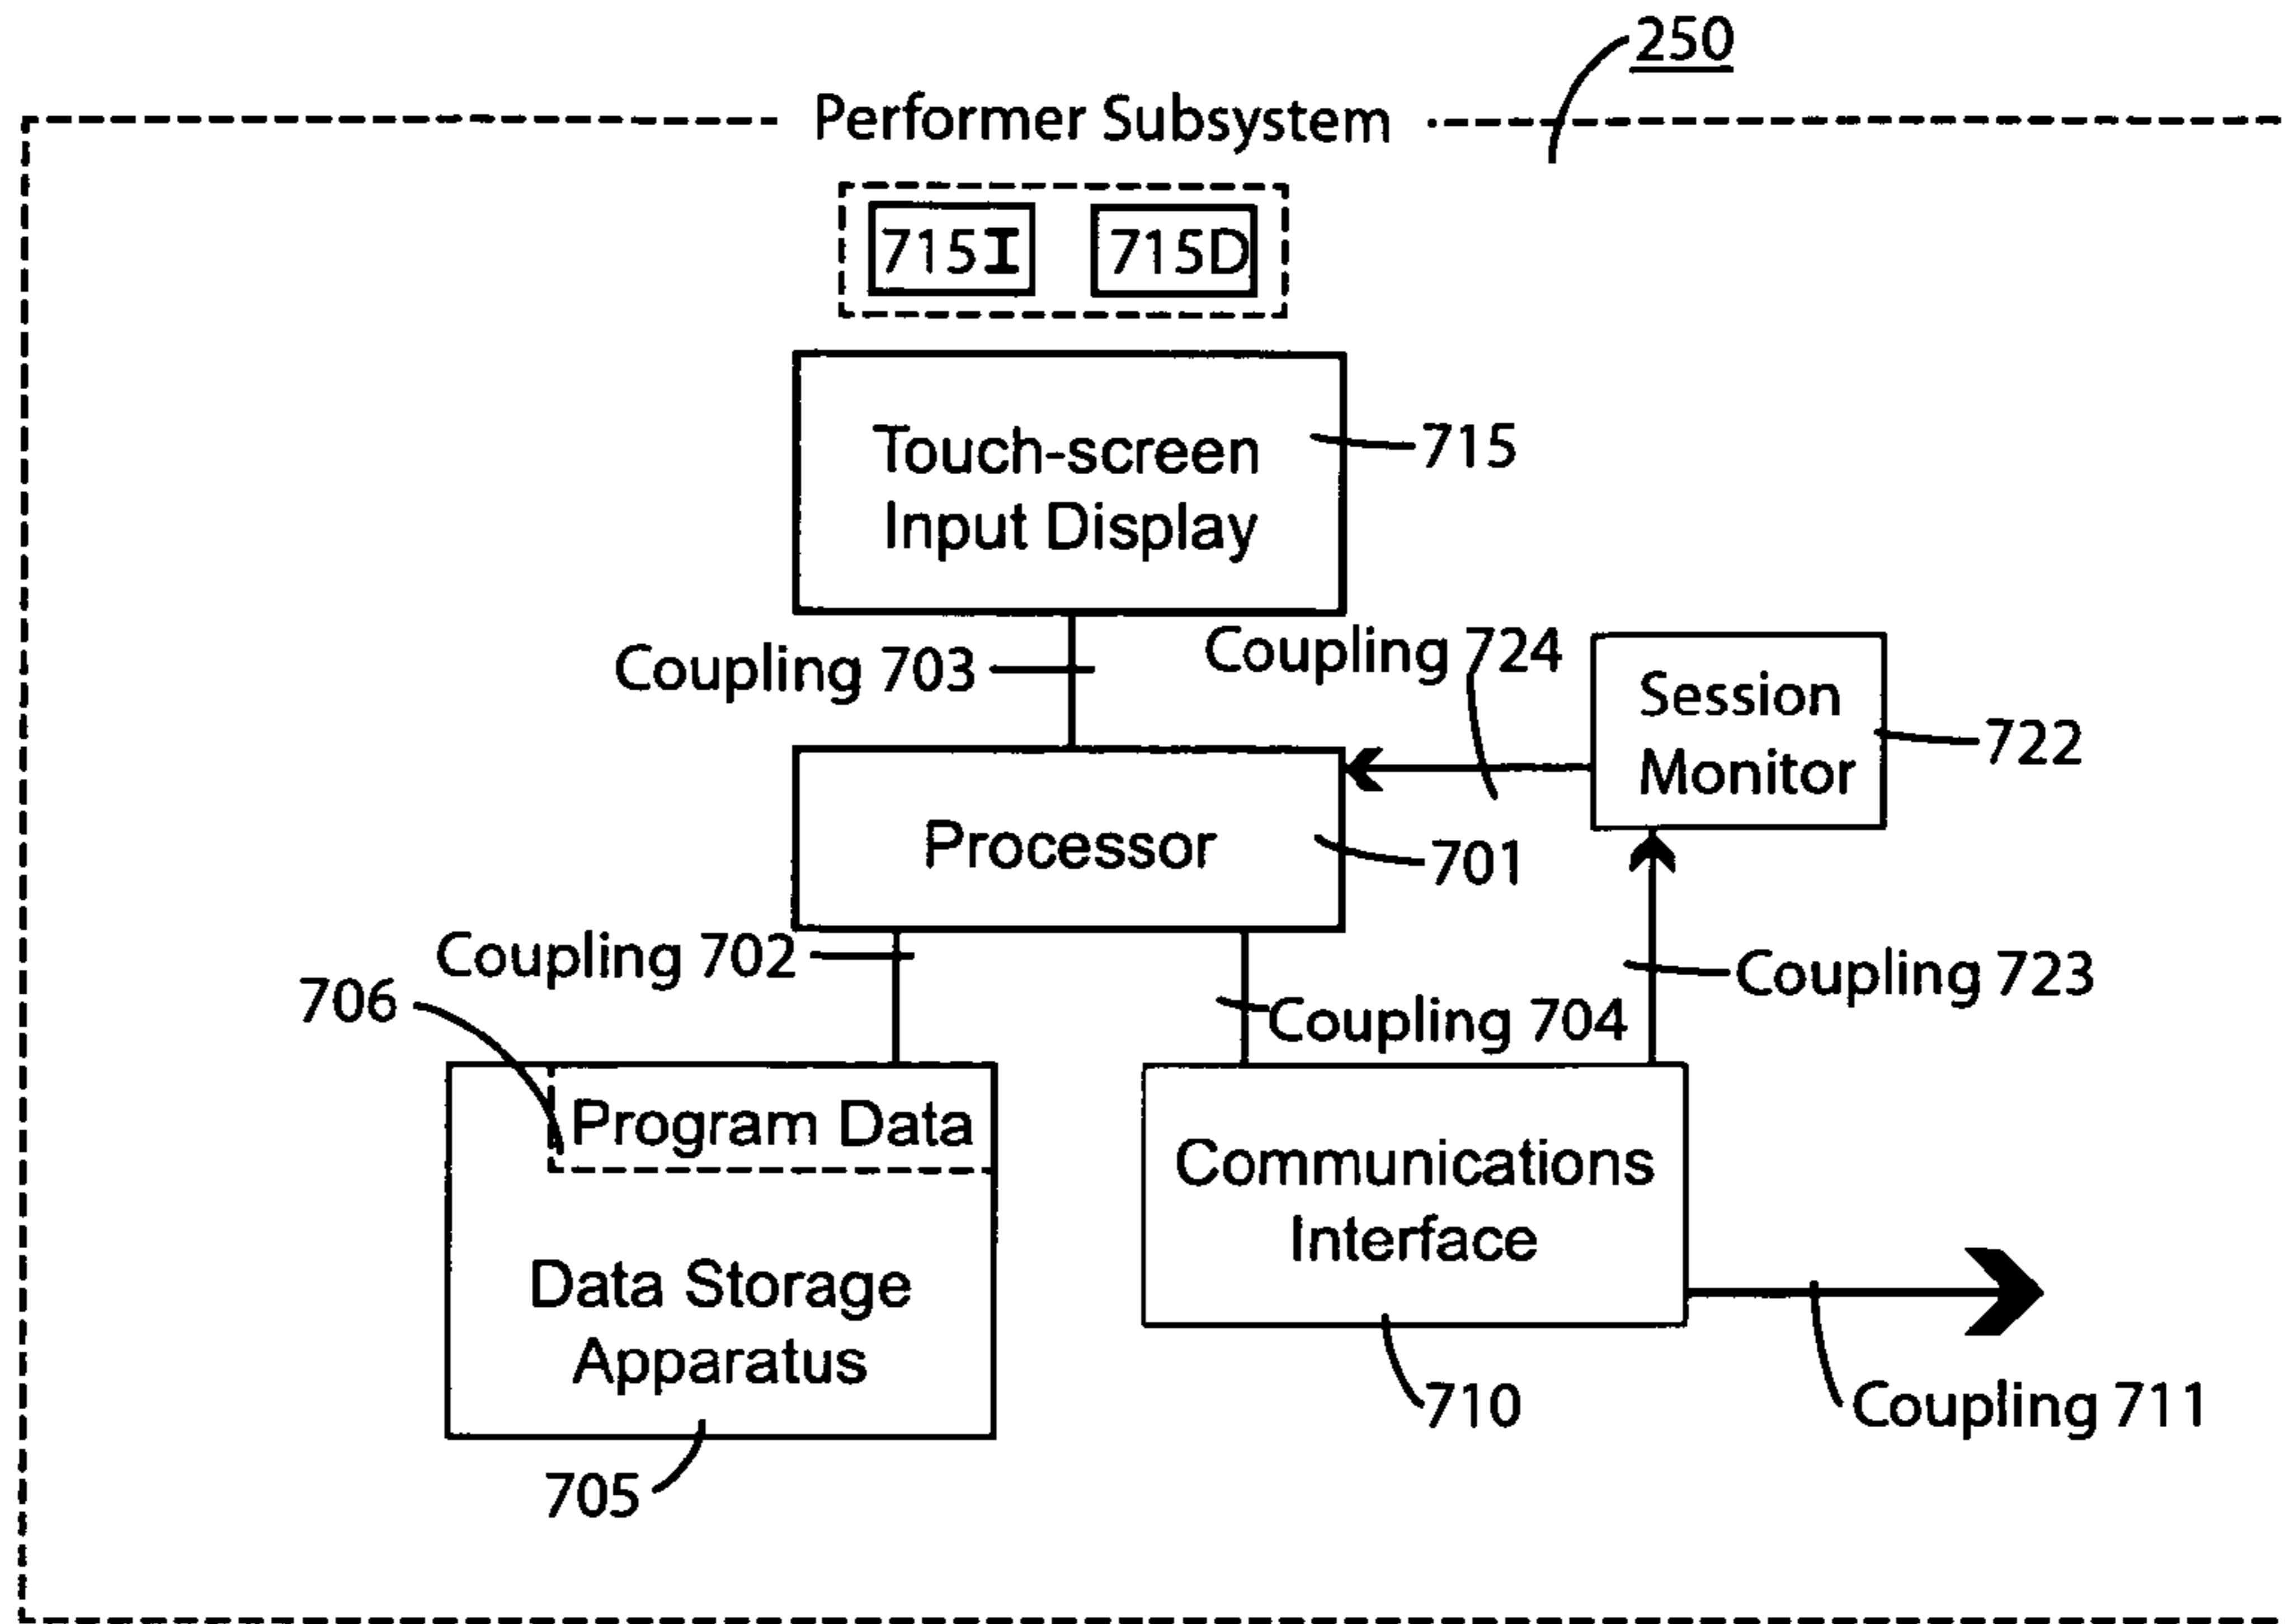 250
Performer Subsystem
715I 715D
Touch-screen
Input Display
715
Coupling 703
Coupling 724
Session
Monitor
722
Processor
701
Coupling 702
706
Coupling 704
Coupling 723
Program Data
Data Storage
Apparatus
705
Communications
Interface
710
Coupling 711